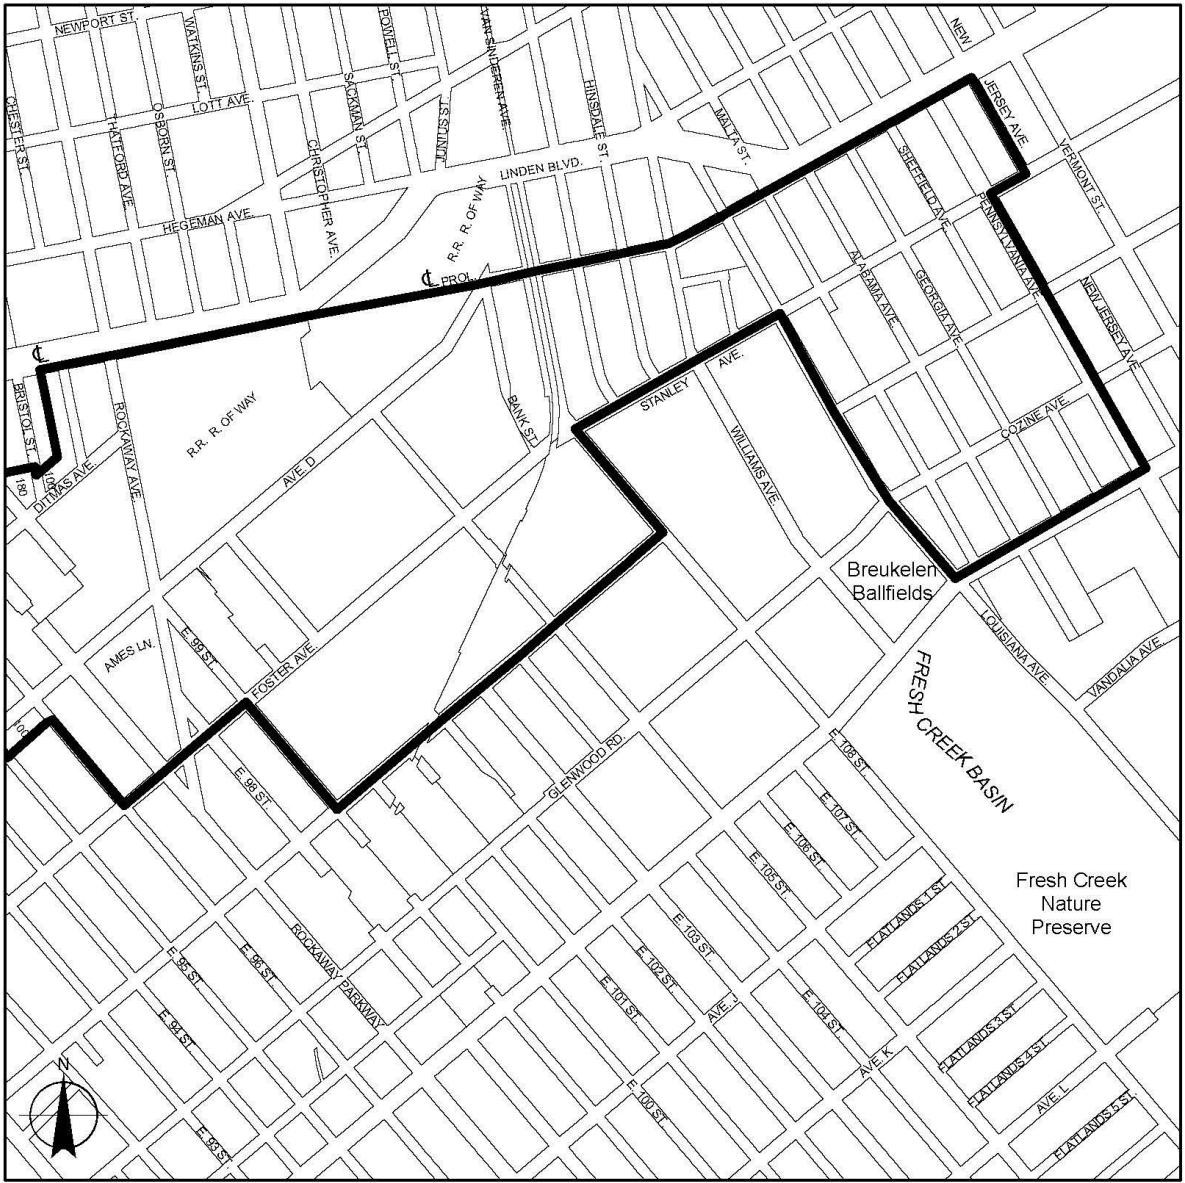 NEWPORT ST.
WATKINS ST.
POWELL ST.
VAN SINDEREN AVE.
NEW
JERSEY AVE
CHESTER ST.
LOTT AVE.
OSBORN ST.
THATFORD AVE.
SACKMAN ST.
JUNIUS ST.
HINSDALE ST.
MALTA ST.
CHRISTOPHER AVE.
LINDEN BLVD.
SHEFFIELD AVE.
VERMONT ST.
HEGEMAN AVE.
R.R. R. OF WAY
PENNSYLVANIA AVE.
℄ PROL.
ALABAMA AVE.
GEORGIA AVE.
NEW JERSEY AVE.
℄
BRISTOL ST.
ROCKAWAY AVE.
R.R. R. OF WAY
BANK ST.
STANLEY
AVE.
COZINE AVE.
WILLIAMS AVE.
180
100
DITMAS AVE.
AVE. D
Breukelen
Ballfields
AMES LN.
E. 99 ST.
FOSTER AVE.
LOUISIANA AVE.
VANDALIA AVE.
FRESH CREEK BASIN
100
E. 98 ST.
GLENWOOD RD.
E. 108 ST.
E. 107 ST.
E. 106 ST.
E. 105 ST.
Fresh Creek
Nature
Preserve
FLATLANDS 1 ST.
FLATLANDS 2 ST.
E. 103 ST.
E. 102 ST.
E. 101 ST.
ROCKAWAY PARKWAY
E. 96 ST.
E. 95 ST.
E. 94 ST.
AVE. J
E. 104 ST.
FLATLANDS 3 ST
FLATLANDS 4 ST.
AVE. K
AVE. L
FLATLANDS 5 ST.
E. 100 ST.
E. 93 ST.
N